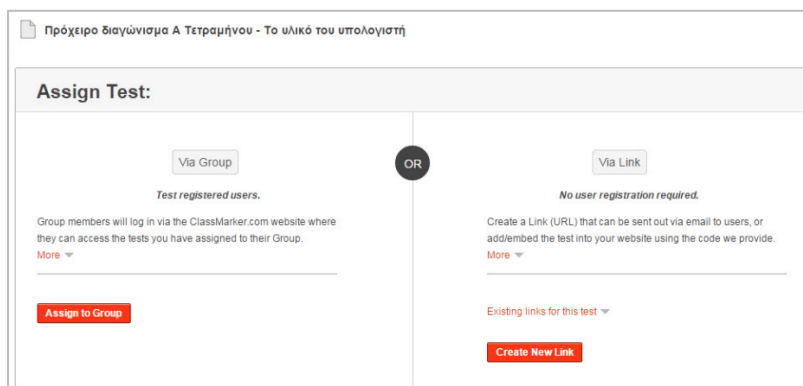 Πρόχειρο διαγώνισμα Α Τετραμήνου - Το υλικό του υπολογιστή
Assign Test:
Via Group
Test registered users.
Group members will log in via the ClassMarker.com website where
they can access the tests you have assigned to their Group.
More
Assign to Group
OR
Via Link
No user registration required.
Create a Link (URL) that can be sent out via email to users, or
add/embed the test into your website using the code we provide.
More
Existing links for this test
Create New Link